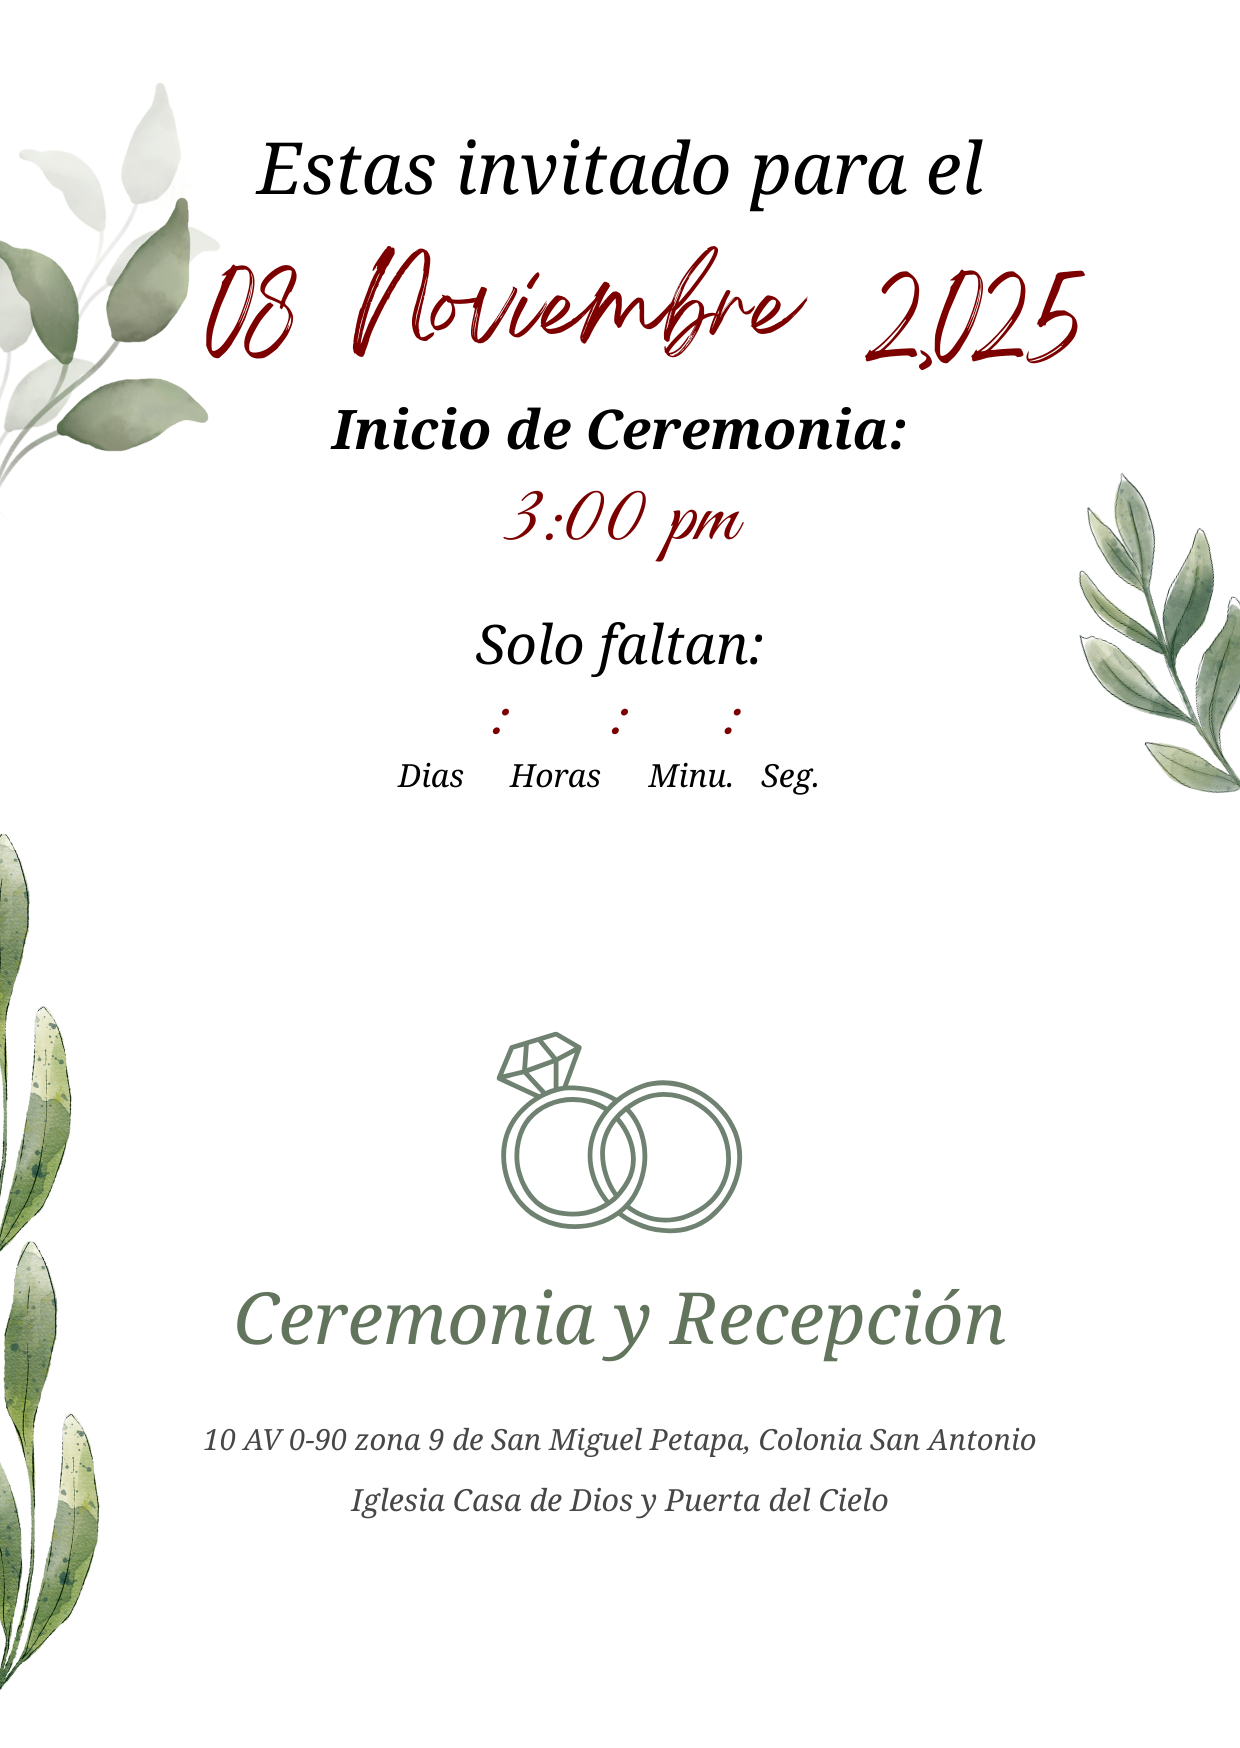 Estas invitado para el
08 Noviembre 2,025
Inicio de Ceremonia:
3:00 pm
Solo faltan:
: : :
Dias Horas Minu. Seg.
Ceremonia y Recepción
10 AV 0-90 zona 9 de San Miguel Petapa, Colonia San Antonio
Iglesia Casa de Dios y Puerta del Cielo